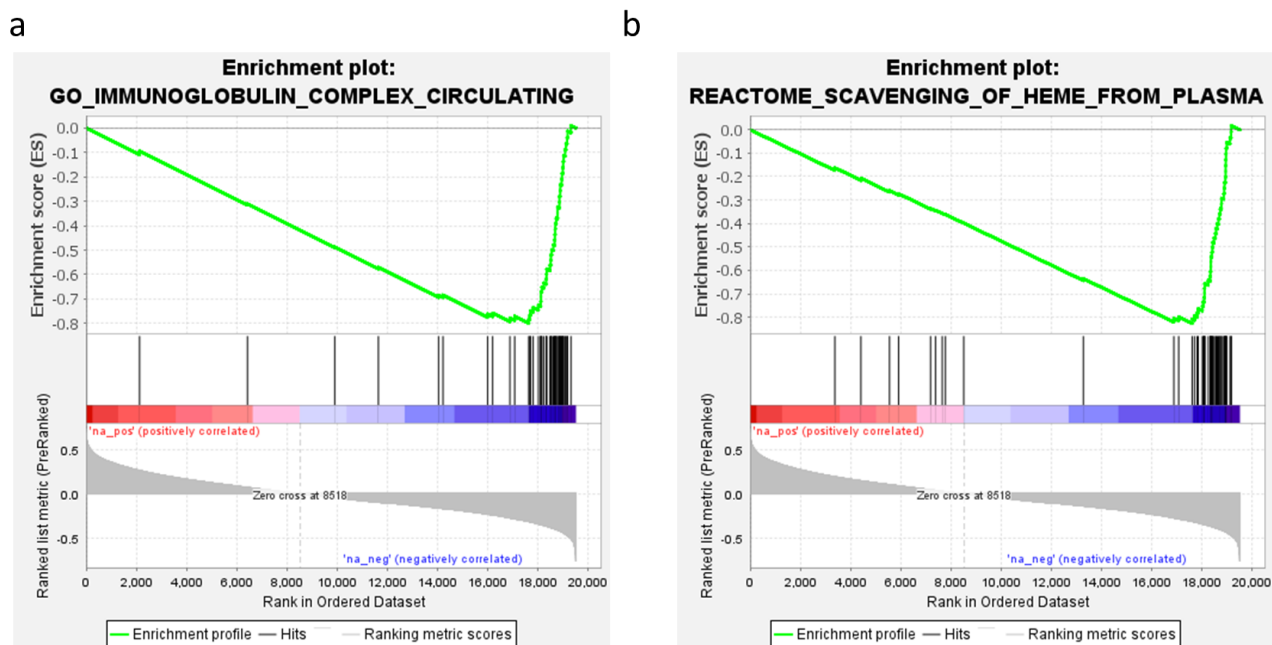 a
Enrichment plot:
GO_IMMUNOGLOBULIN_COMPLEX_CIRCULATING
Enrichment score (ES)
0.0
-0.1
-0.2
-0.3
-0.4
-0.5
-0.6
-0.7
-0.8
'na_pos' (positively correlated)
Ranked list metric (PreRanked)
0.5
0.0
-0.5
Zero cross at 8518
'na_neg' (negatively correlated)
0 2,000 4,000 6,000 8,000 10,000 12,000 14,000 16,000 18,000 20,000
Rank in Ordered Dataset
Enrichment profile Hits Ranking metric scores
b
Enrichment plot:
REACTOME_SCAVENGING_OF_HEME_FROM_PLASMA
Enrichment score (ES)
0.0
-0.1
-0.2
-0.3
-0.4
-0.5
-0.6
-0.7
-0.8
'na_pos' (positively correlated)
Ranked list metric (PreRanked)
0.5
0.0
-0.5
Zero cross at 8518
'na_neg' (negatively correlated)
0 2,000 4,000 6,000 8,000 10,000 12,000 14,000 16,000 18,000 20,000
Rank in Ordered Dataset
Enrichment profile Hits Ranking metric scores